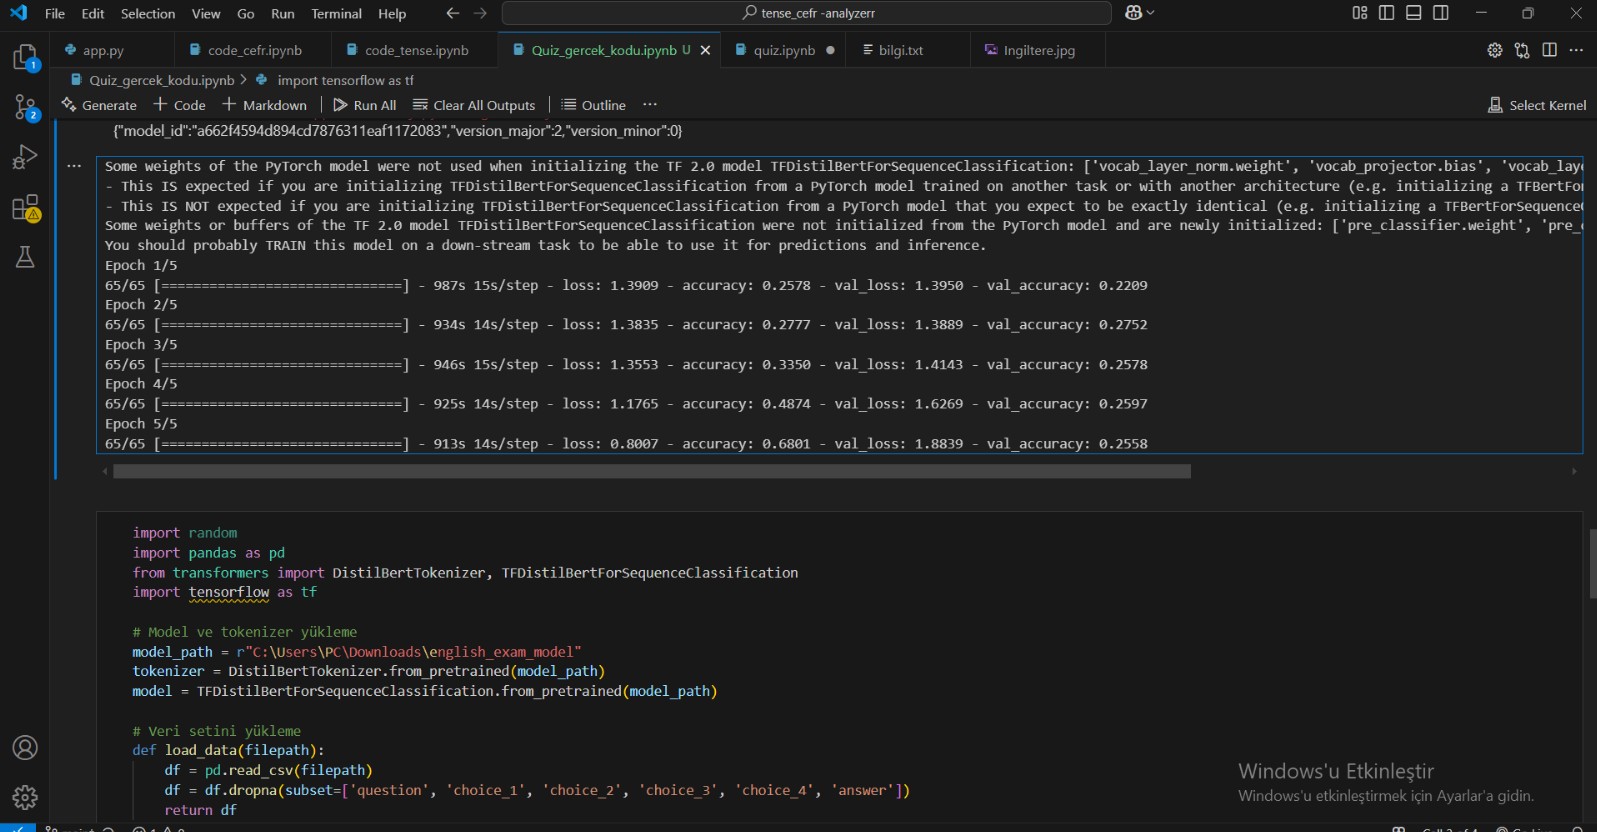 File Edit Selection View Go Run Terminal Help
tense_cefr -analyzerr
app.py code_cefr.ipynb code_tense.ipynb Quiz_gercek_kodu.ipynb U quiz.ipynb bilgi.txt Ingiltere.jpg
Quiz_gercek_kodu.ipynb > import tensorflow as tf
Generate + Code + Markdown Run All Clear All Outputs Outline ... Select Kernel
{"model_id":"a662f4594d894cd7876311eaf1172083","version_major":2,"version_minor":0}
Some weights of the PyTorch model were not used when initializing the TF 2.0 model TFDistilBertForSequenceClassification: ['vocab_layer_norm.weight', 'vocab_projector.bias', 'vocab_laye
- This IS expected if you are initializing TFDistilBertForSequenceClassification from a PyTorch model trained on another task or with another architecture (e.g. initializing a TFBertFor
- This IS NOT expected if you are initializing TFDistilBertForSequenceClassification from a PyTorch model that you expect to be exactly identical (e.g. initializing a TFBertForSequence
Some weights or buffers of the TF 2.0 model TFDistilBertForSequenceClassification were not initialized from the PyTorch model and are newly initialized: ['pre_classifier.weight', 'pre_
You should probably TRAIN this model on a down-stream task to be able to use it for predictions and inference.
Epoch 1/5
65/65 [==============================] - 987s 15s/step - loss: 1.3909 - accuracy: 0.2578 - val_loss: 1.3950 - val_accuracy: 0.2209
Epoch 2/5
65/65 [==============================] - 934s 14s/step - loss: 1.3835 - accuracy: 0.2777 - val_loss: 1.3889 - val_accuracy: 0.2752
Epoch 3/5
65/65 [==============================] - 946s 15s/step - loss: 1.3553 - accuracy: 0.3350 - val_loss: 1.4143 - val_accuracy: 0.2578
Epoch 4/5
65/65 [==============================] - 925s 14s/step - loss: 1.1765 - accuracy: 0.4874 - val_loss: 1.6269 - val_accuracy: 0.2597
Epoch 5/5
65/65 [==============================] - 913s 14s/step - loss: 0.8007 - accuracy: 0.6801 - val_loss: 1.8839 - val_accuracy: 0.2558
import random
import pandas as pd
from transformers import DistilBertTokenizer, TFDistilBertForSequenceClassification
import tensorflow as tf
# Model ve tokenizer yükleme
model_path = r"C:\Users\PC\Downloads\english_exam_model"
tokenizer = DistilBertTokenizer.from_pretrained(model_path)
model = TFDistilBertForSequenceClassification.from_pretrained(model_path)
# Veri setini yükleme
def load_data(filepath):
df = pd.read_csv(filepath)
df = df.dropna(subset=['question', 'choice_1', 'choice_2', 'choice_3', 'choice_4', 'answer'])
return df
Windows'u Etkinleştir
Windows'u etkinleştirmek için Ayarlar'a gidin.